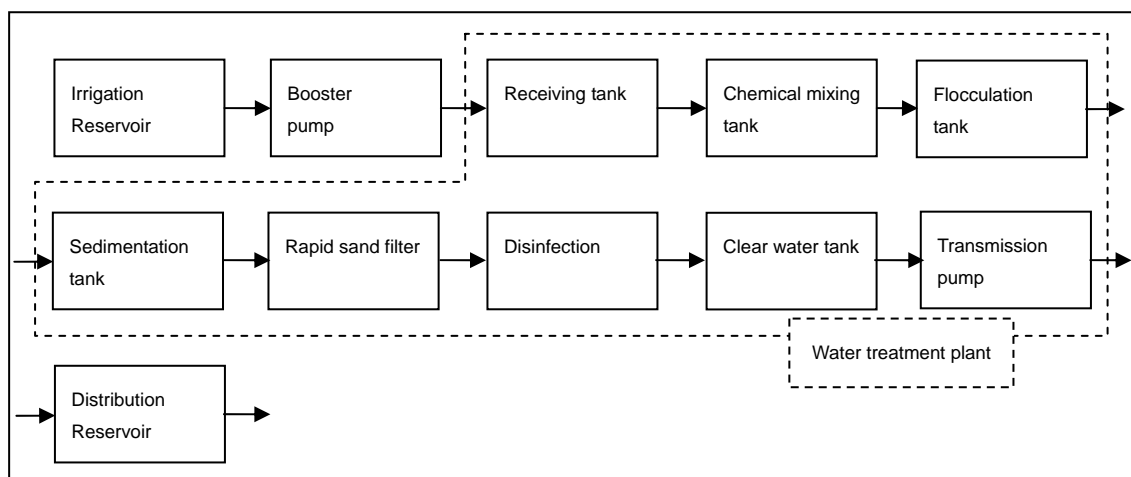 Irrigation
Reservoir
Booster
pump
Receiving tank
Chemical mixing
tank
Flocculation
tank
Sedimentation
tank
Rapid sand filter
Disinfection
Clear water tank
Transmission
pump
Water treatment plant
Distribution
Reservoir